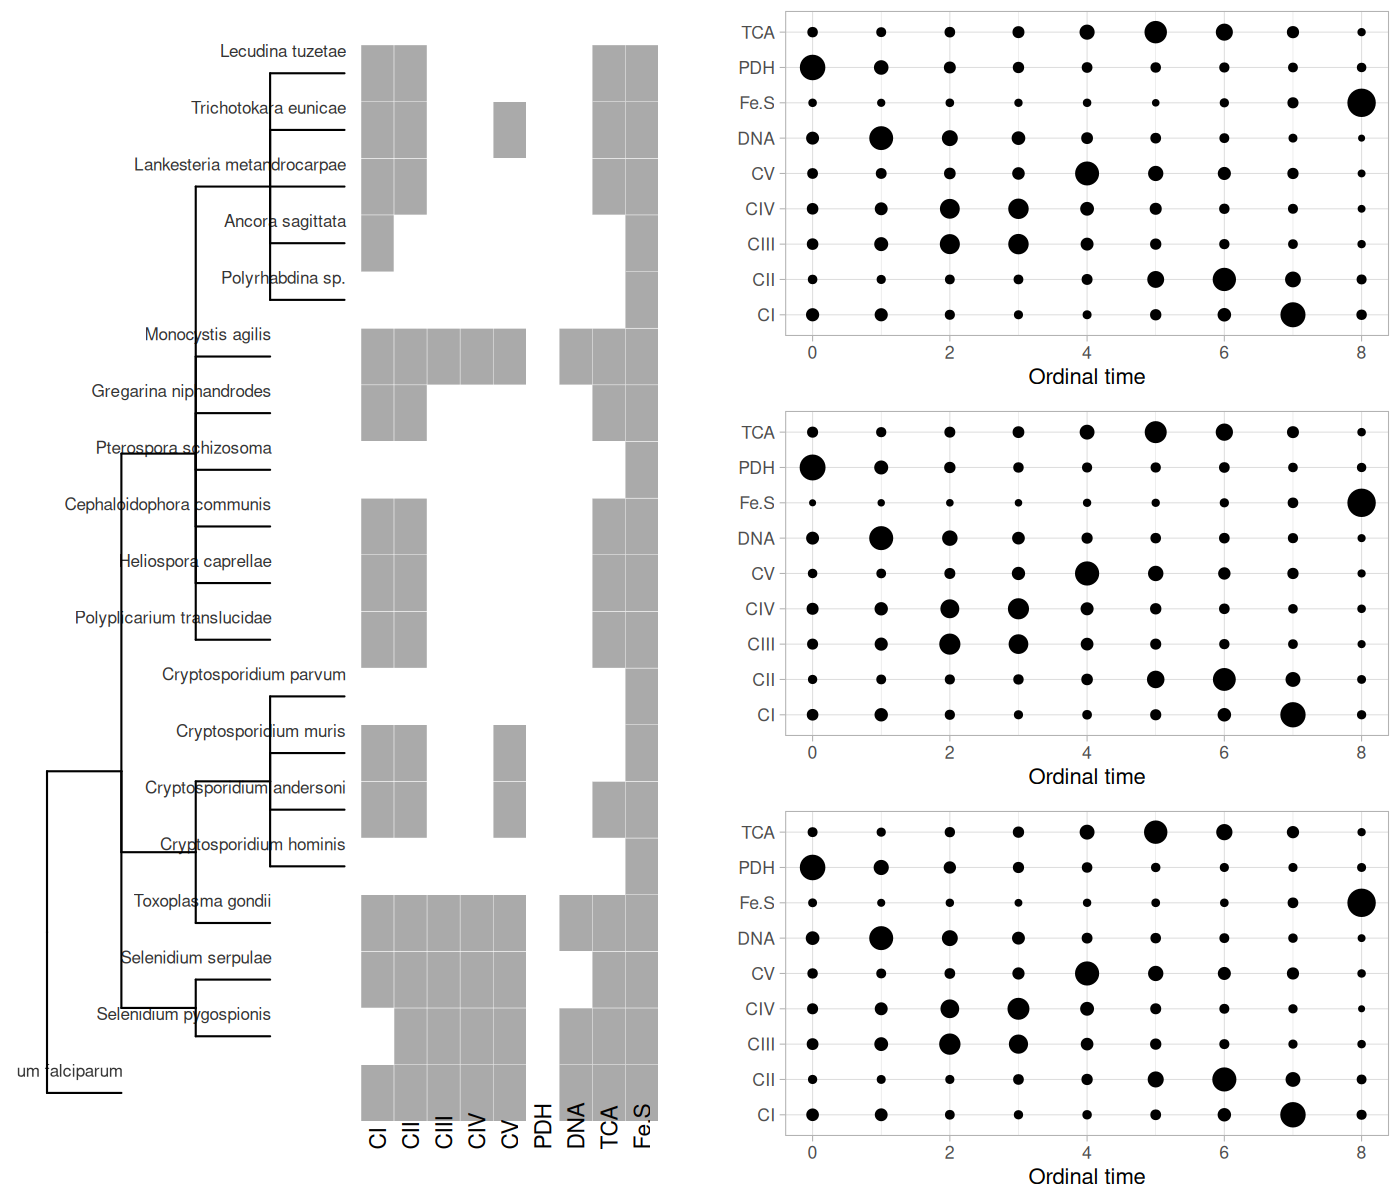 Lecudina tuzetae
Trichotokara eunicae
Lankesteria metandrocarpae
Ancora sagittata
Polyrhabdina sp.
Monocystis agilis
Gregarina niphandrodes
Pterospora schizosoma
Cephaloidophora communis
Heliospora caprellae
Polyplicarium translucidae
Cryptosporidium parvum
Cryptosporidium muris
Cryptosporidium andersoni
Cryptosporidium hominis
Toxoplasma gondii
Selenidium serpulae
Selenidium pygospionis
um falciparum
CI CII CIII CIV CV PDH DNA TCA Fe.S
TCA
PDH
Fe.S
DNA
CV
CIV
CIII
CII
CI
0 2 4 6 8
Ordinal time
TCA
PDH
Fe.S
DNA
CV
CIV
CIII
CII
CI
0 2 4 6 8
Ordinal time
TCA
PDH
Fe.S
DNA
CV
CIV
CIII
CII
CI
0 2 4 6 8
Ordinal time